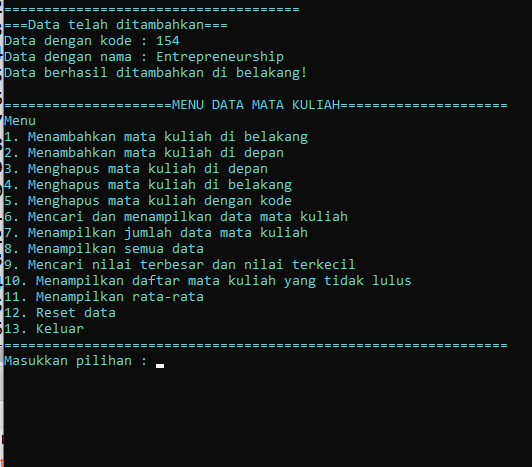 =====================================
===Data telah ditambahkan===
Data dengan kode : 154
Data dengan nama : Entrepreneurship
Data berhasil ditambahkan di belakang!
=====================MENU DATA MATA KULIAH=====================
Menu
1. Menambahkan mata kuliah di belakang
2. Menambahkan mata kuliah di depan
3. Menghapus mata kuliah di depan
4. Menghapus mata kuliah di belakang
5. Menghapus mata kuliah dengan kode
6. Mencari dan menampilkan data mata kuliah
7. Menampilkan jumlah data mata kuliah
8. Menampilkan semua data
9. Mencari nilai terbesar dan nilai terkecil
10. Menampilkan daftar mata kuliah yang tidak lulus
11. Menampilkan rata-rata
12. Reset data
13. Keluar
===============================================================
Masukkan pilihan :